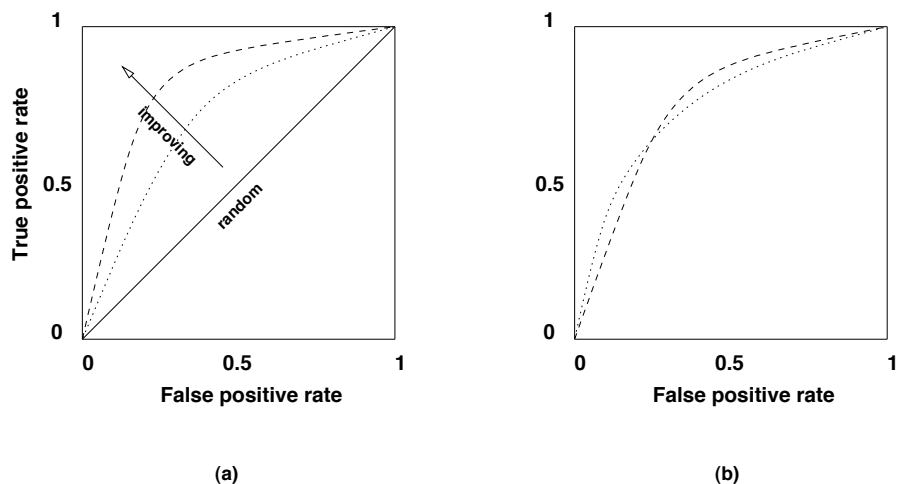 1
0.5
0
True positive rate
improving
random
0 0.5 1
False positive rate
(a)
1
0.5
0
0 0.5 1
False positive rate
(b)